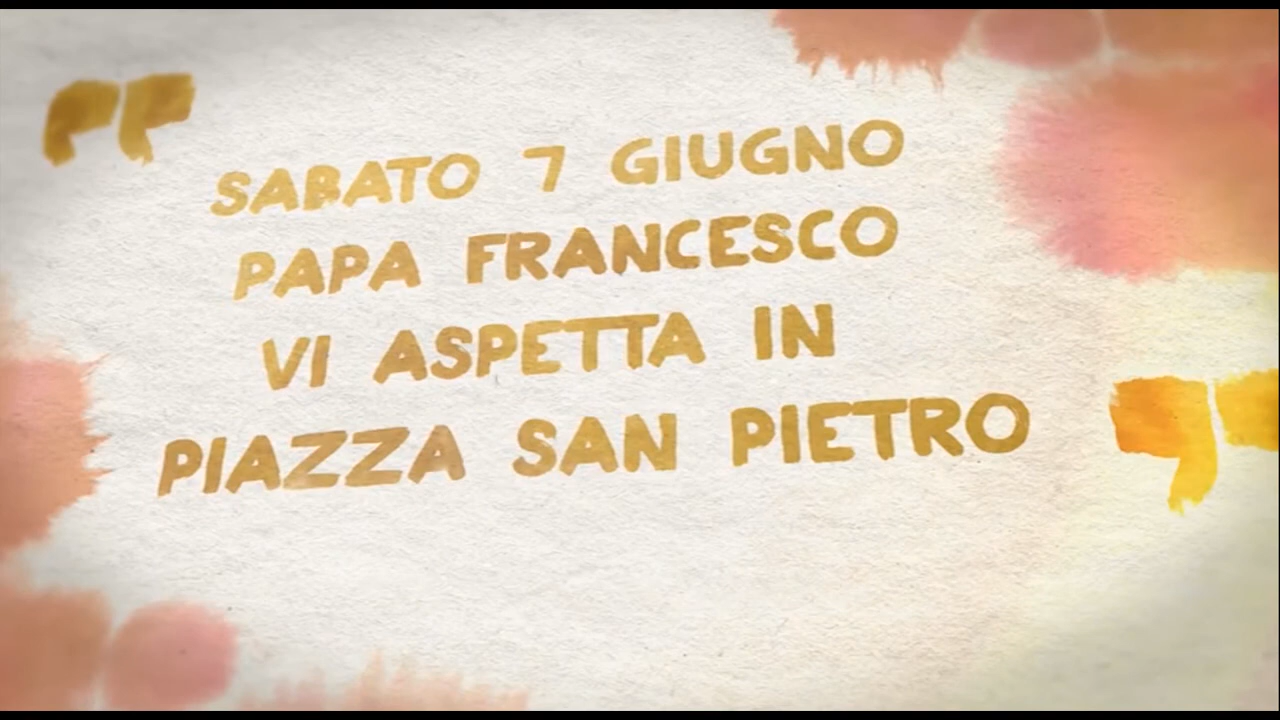 SABATO 7 GIUGNO
PAPA FRANCESCO
VI ASPETTA IN
PIAZZA SAN PIETRO